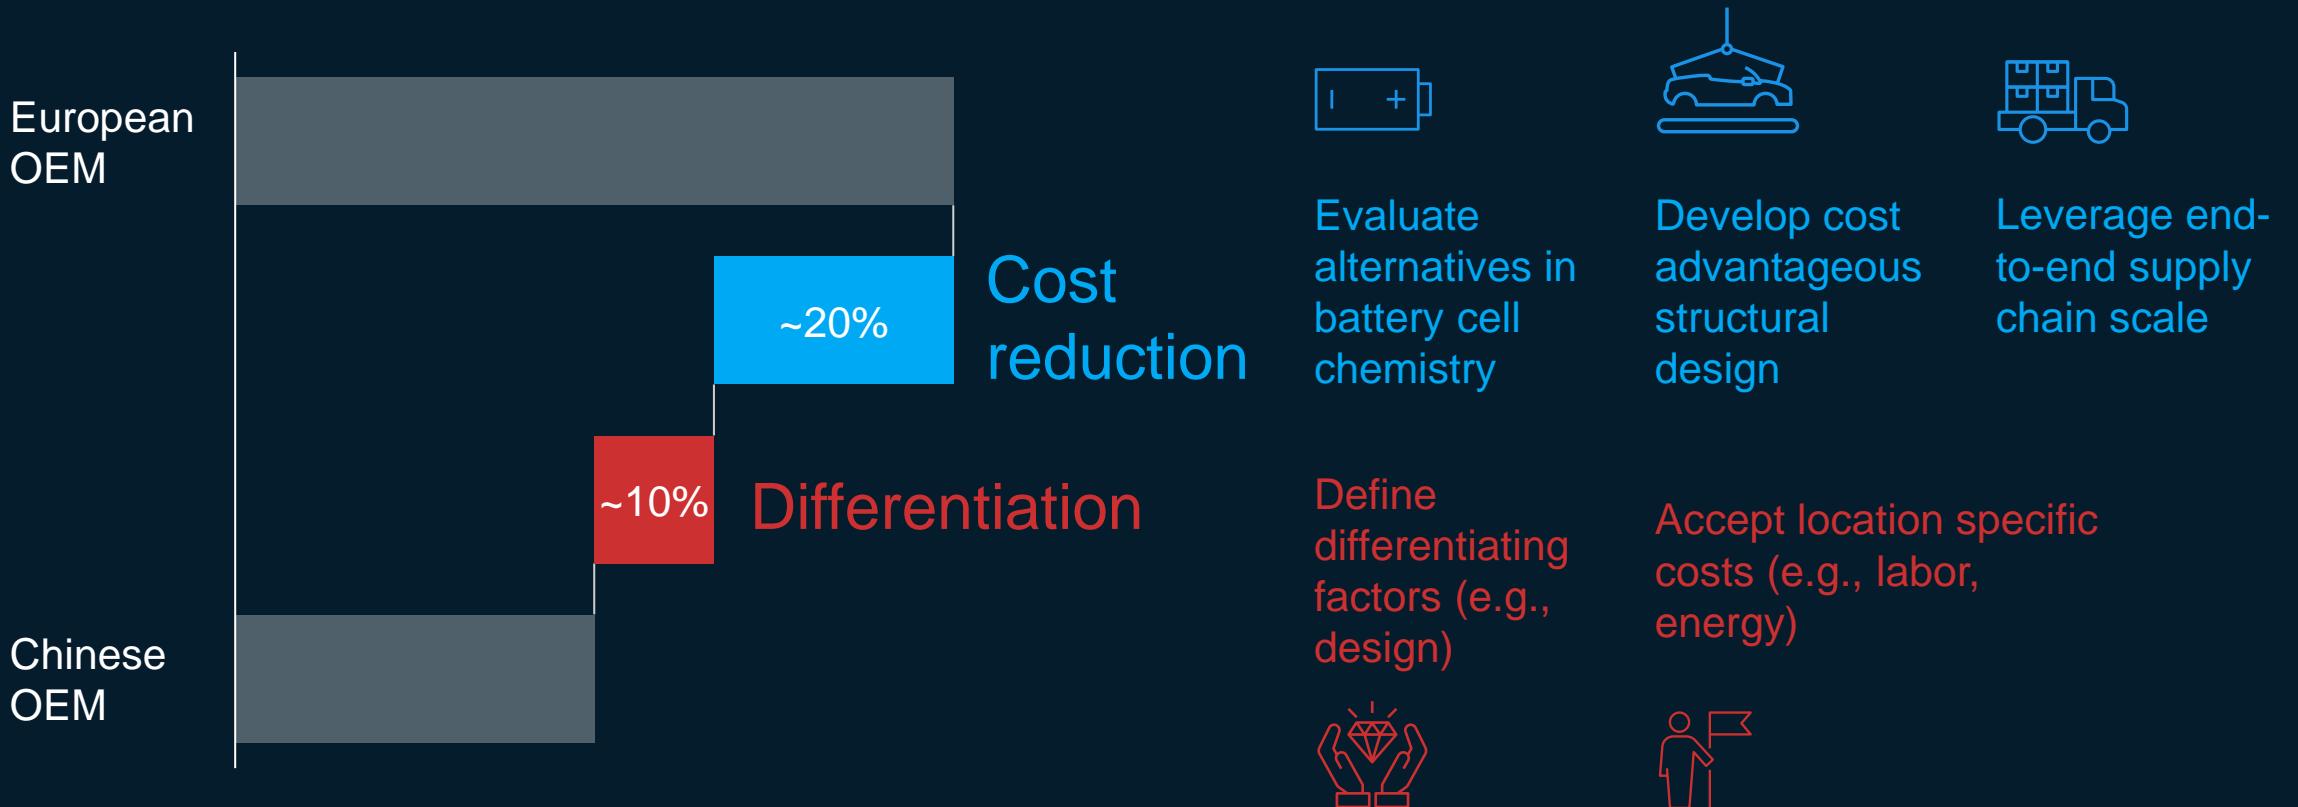 European
OEM
~20%
Cost
reduction
~10%
Differentiation
Chinese
OEM
Evaluate
alternatives in
battery cell
chemistry
Develop cost
advantageous
structural
design
Leverage end-
to-end supply
chain scale
Define
differentiating
factors (e.g.,
design)
Accept location specific
costs (e.g., labor,
energy)